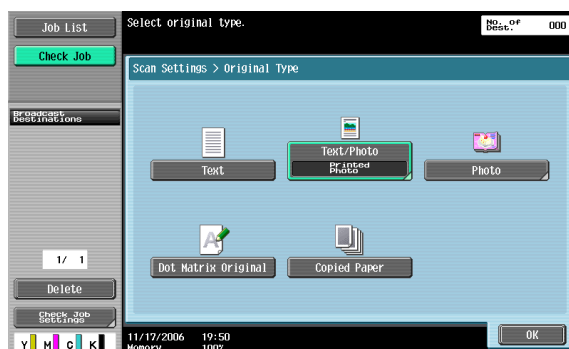 Job List
Select original type.
No. Of
Dest.
000
Check Job
Scan Settings > Original Type
Broadcast
Destinations
Text
Text/Photo
Printed
Photo
Photo
Dot Matrix Original
Copied Paper
1/ 1
Delete
Check Job
Settings
Y M C K
11/17/2006 19:50
Memory 100%
OK